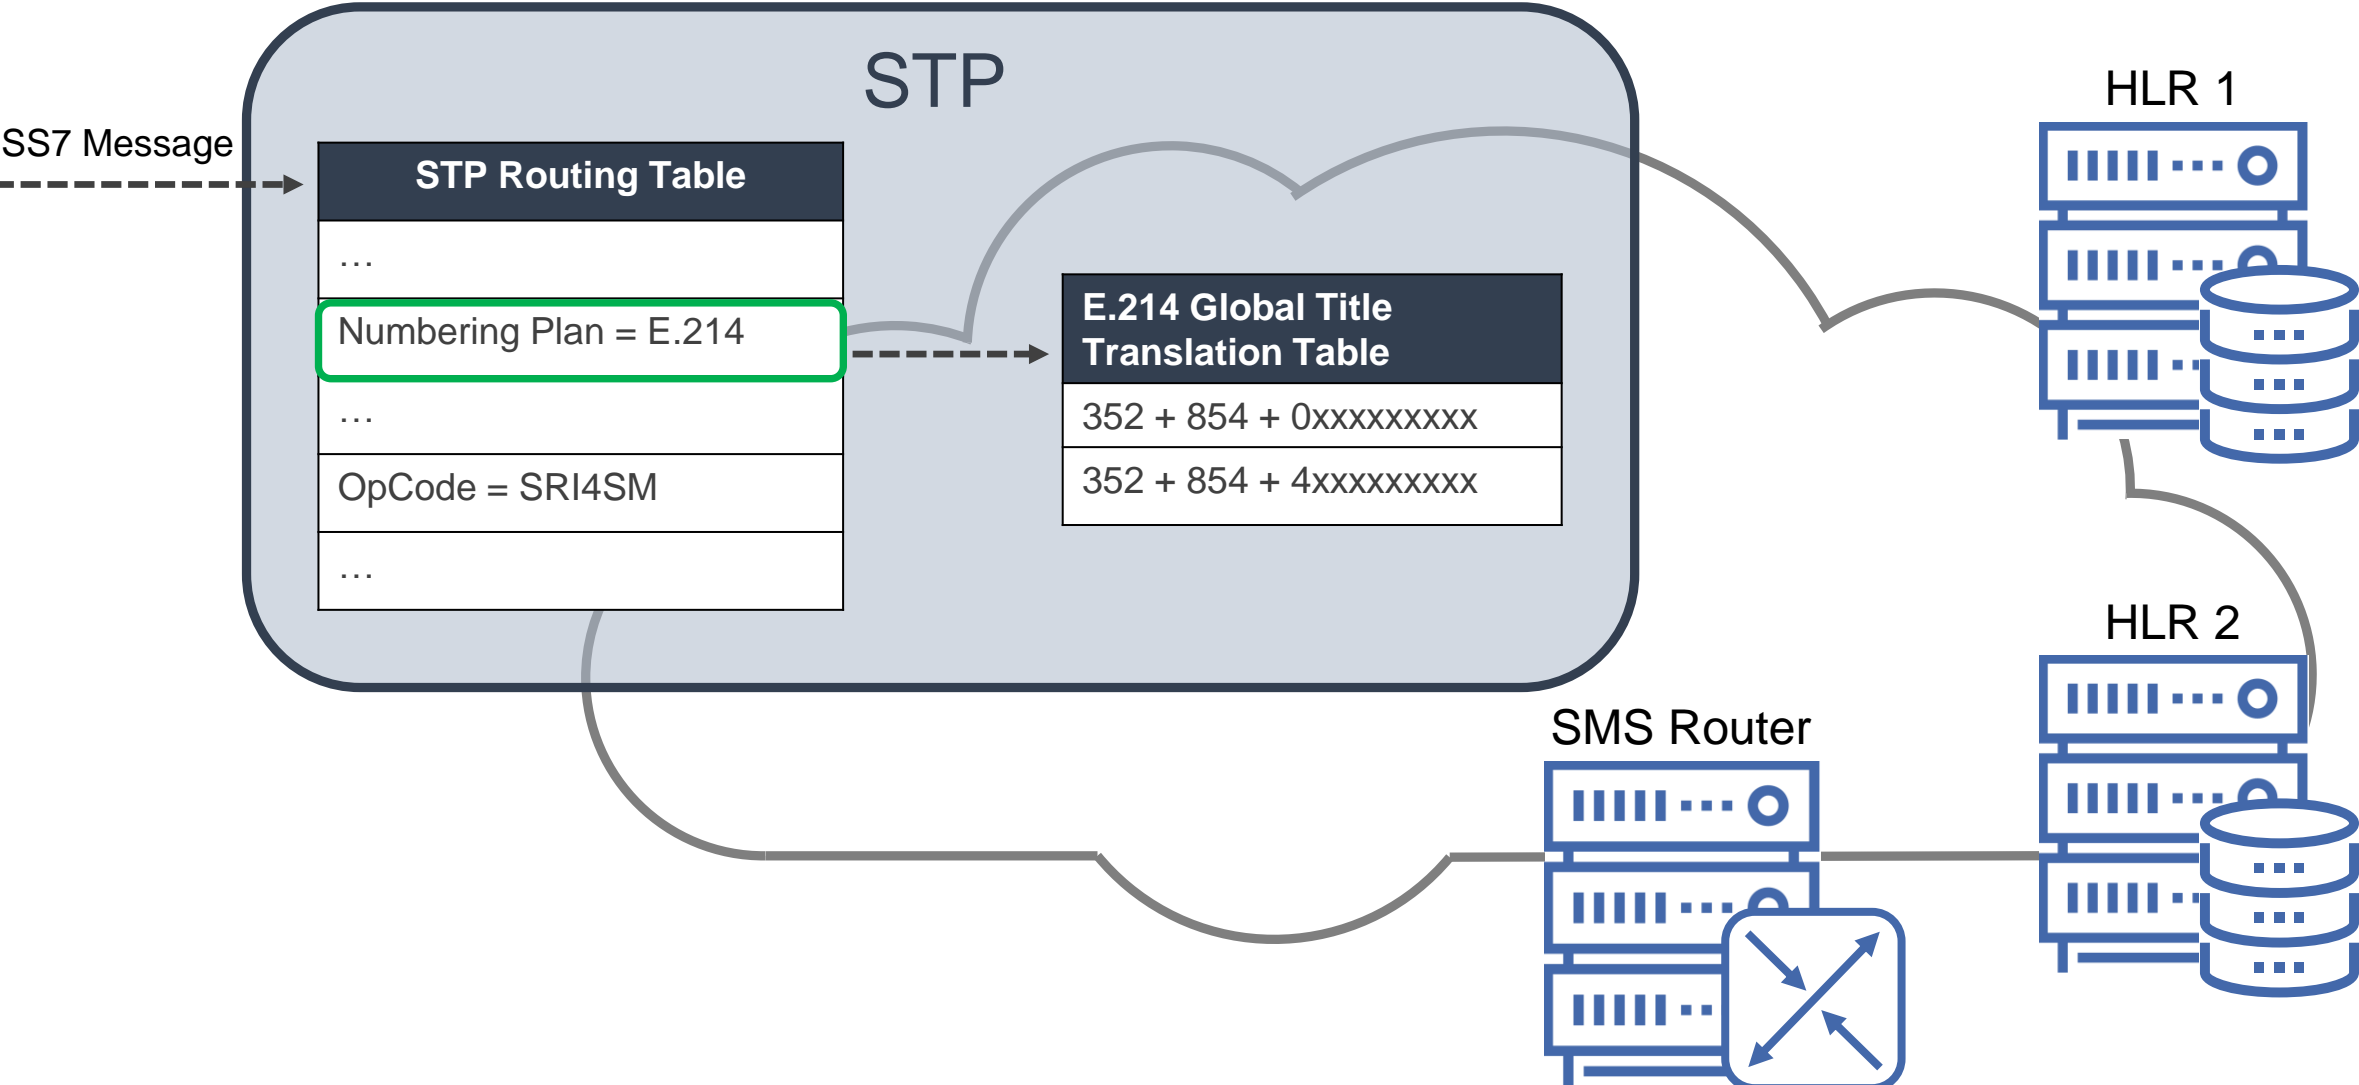 STP
HLR 1
SS7 Message
STP Routing Table
…
Numbering Plan = E.214
…
OpCode = SRI4SM
…
E.214 Global Title
Translation Table
352 + 854 + 0xxxxxxxxx
352 + 854 + 4xxxxxxxxx
HLR 2
SMS Router